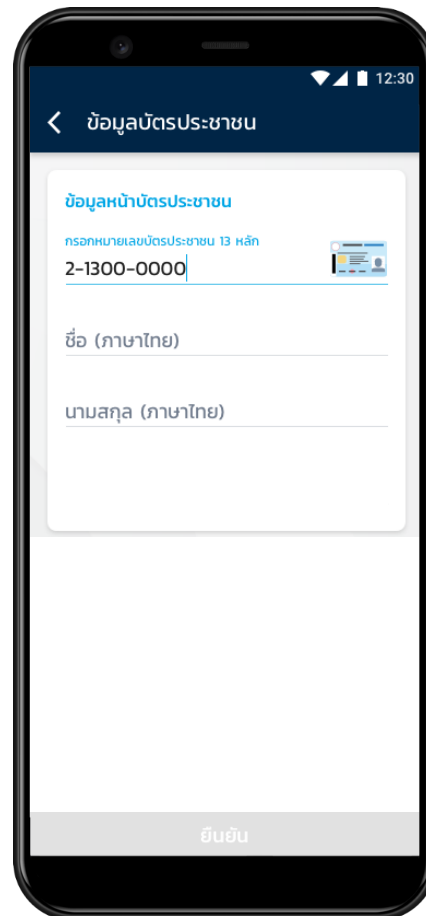 12:30
ข้อมูลบัตรประชาชน
ข้อมูลหน้าบัตรประชาชน
กรอกหมายเลขบัตรประชาชน 13 หลัก
2-1300-0000
ชื่อ (ภาษาไทย)
นามสกุล (ภาษาไทย)
ยืนยัน